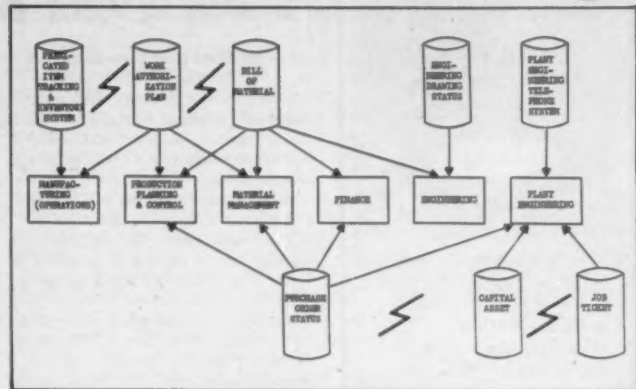 FABRI-
CATED
ITEM
TRACKING
&
INVENTORY
SYSTEM
WORK
AUTHORI-
ZATION
PLAN
BILL
OF
MATERIAL
ENGI-
NEERING
DRAWING
STATUS
PLANT
ENGI-
NEERING
TELE-
PHONE
SYSTEM
MANUFAC-
TURING
(OPERATIONS)
PRODUCTION
PLANNING
& CONTROL
MATERIAL
MANAGEMENT
FINANCE
ENGINEERING
PLANT
ENGINEERING
PURCHASE
ORDER
STATUS
CAPITAL
ASSET
JOB
TICKET